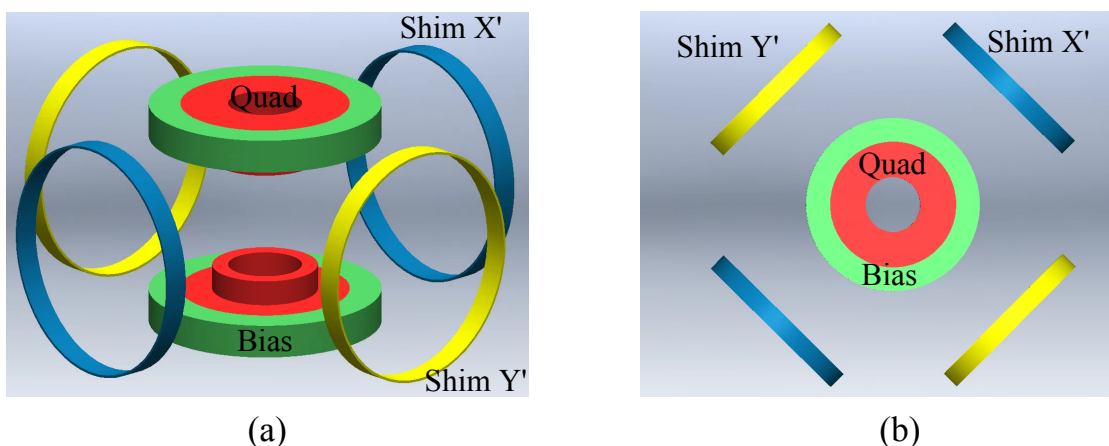 Shim X'
Quad
Bias
Shim Y'
(a)
Shim Y'
Shim X'
Quad
Bias
(b)